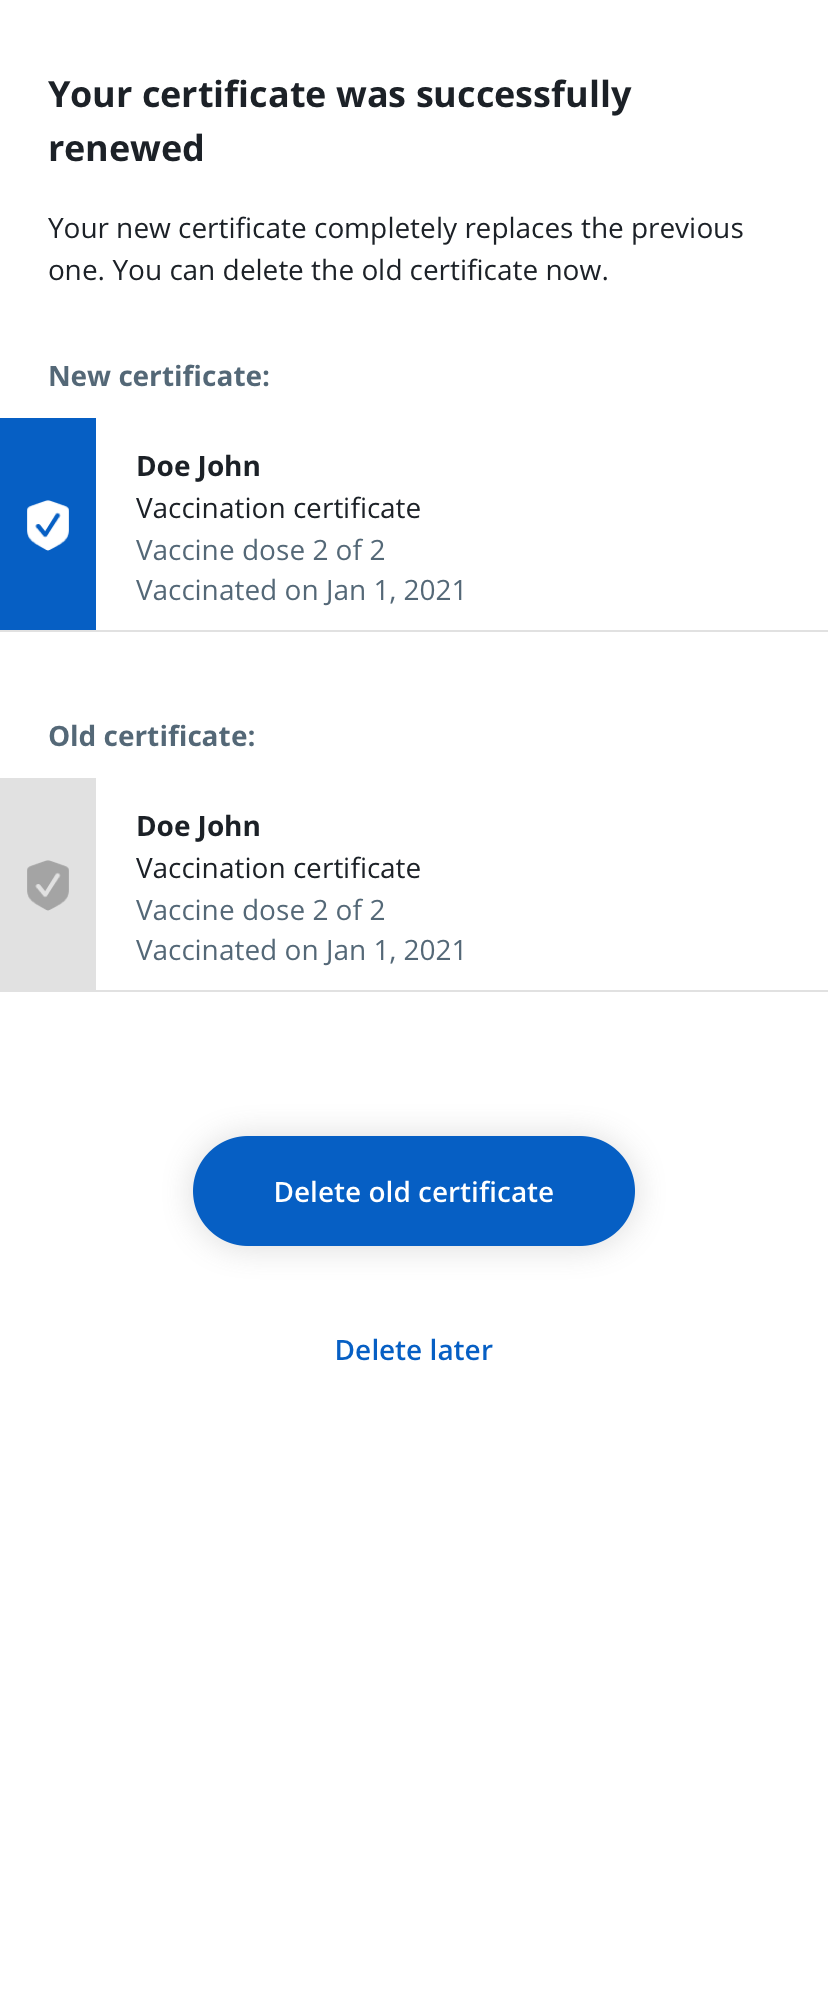 Your certificate was successfully
renewed
Your new certificate completely replaces the previous
one. You can delete the old certificate now.
New certificate:
Doe John
Vaccination certificate
Vaccine dose 2 of 2
Vaccinated on Jan 1, 2021
Old certificate:
Doe John
Vaccination certificate
Vaccine dose 2 of 2
Vaccinated on Jan 1, 2021
Delete old certificate
Delete later